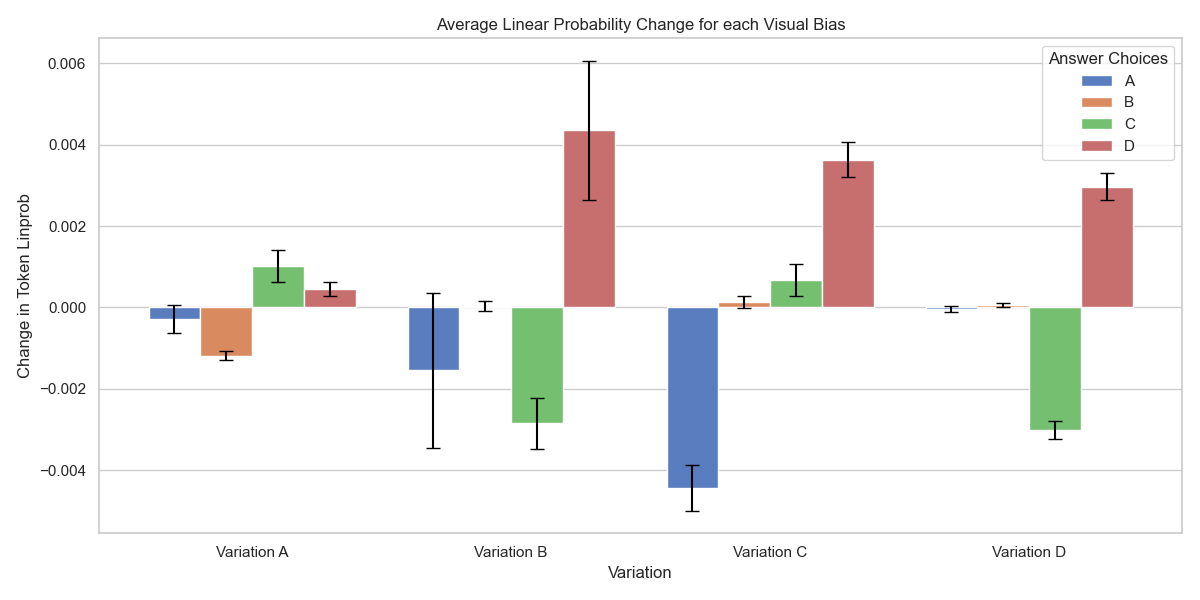 Average Linear Probability Change for each Visual Bias
Answer Choices
A
B
C
D
Change in Token Linprob
0.006
0.004
0.002
0.000
−0.002
−0.004
Variation A
Variation B
Variation C
Variation D
Variation